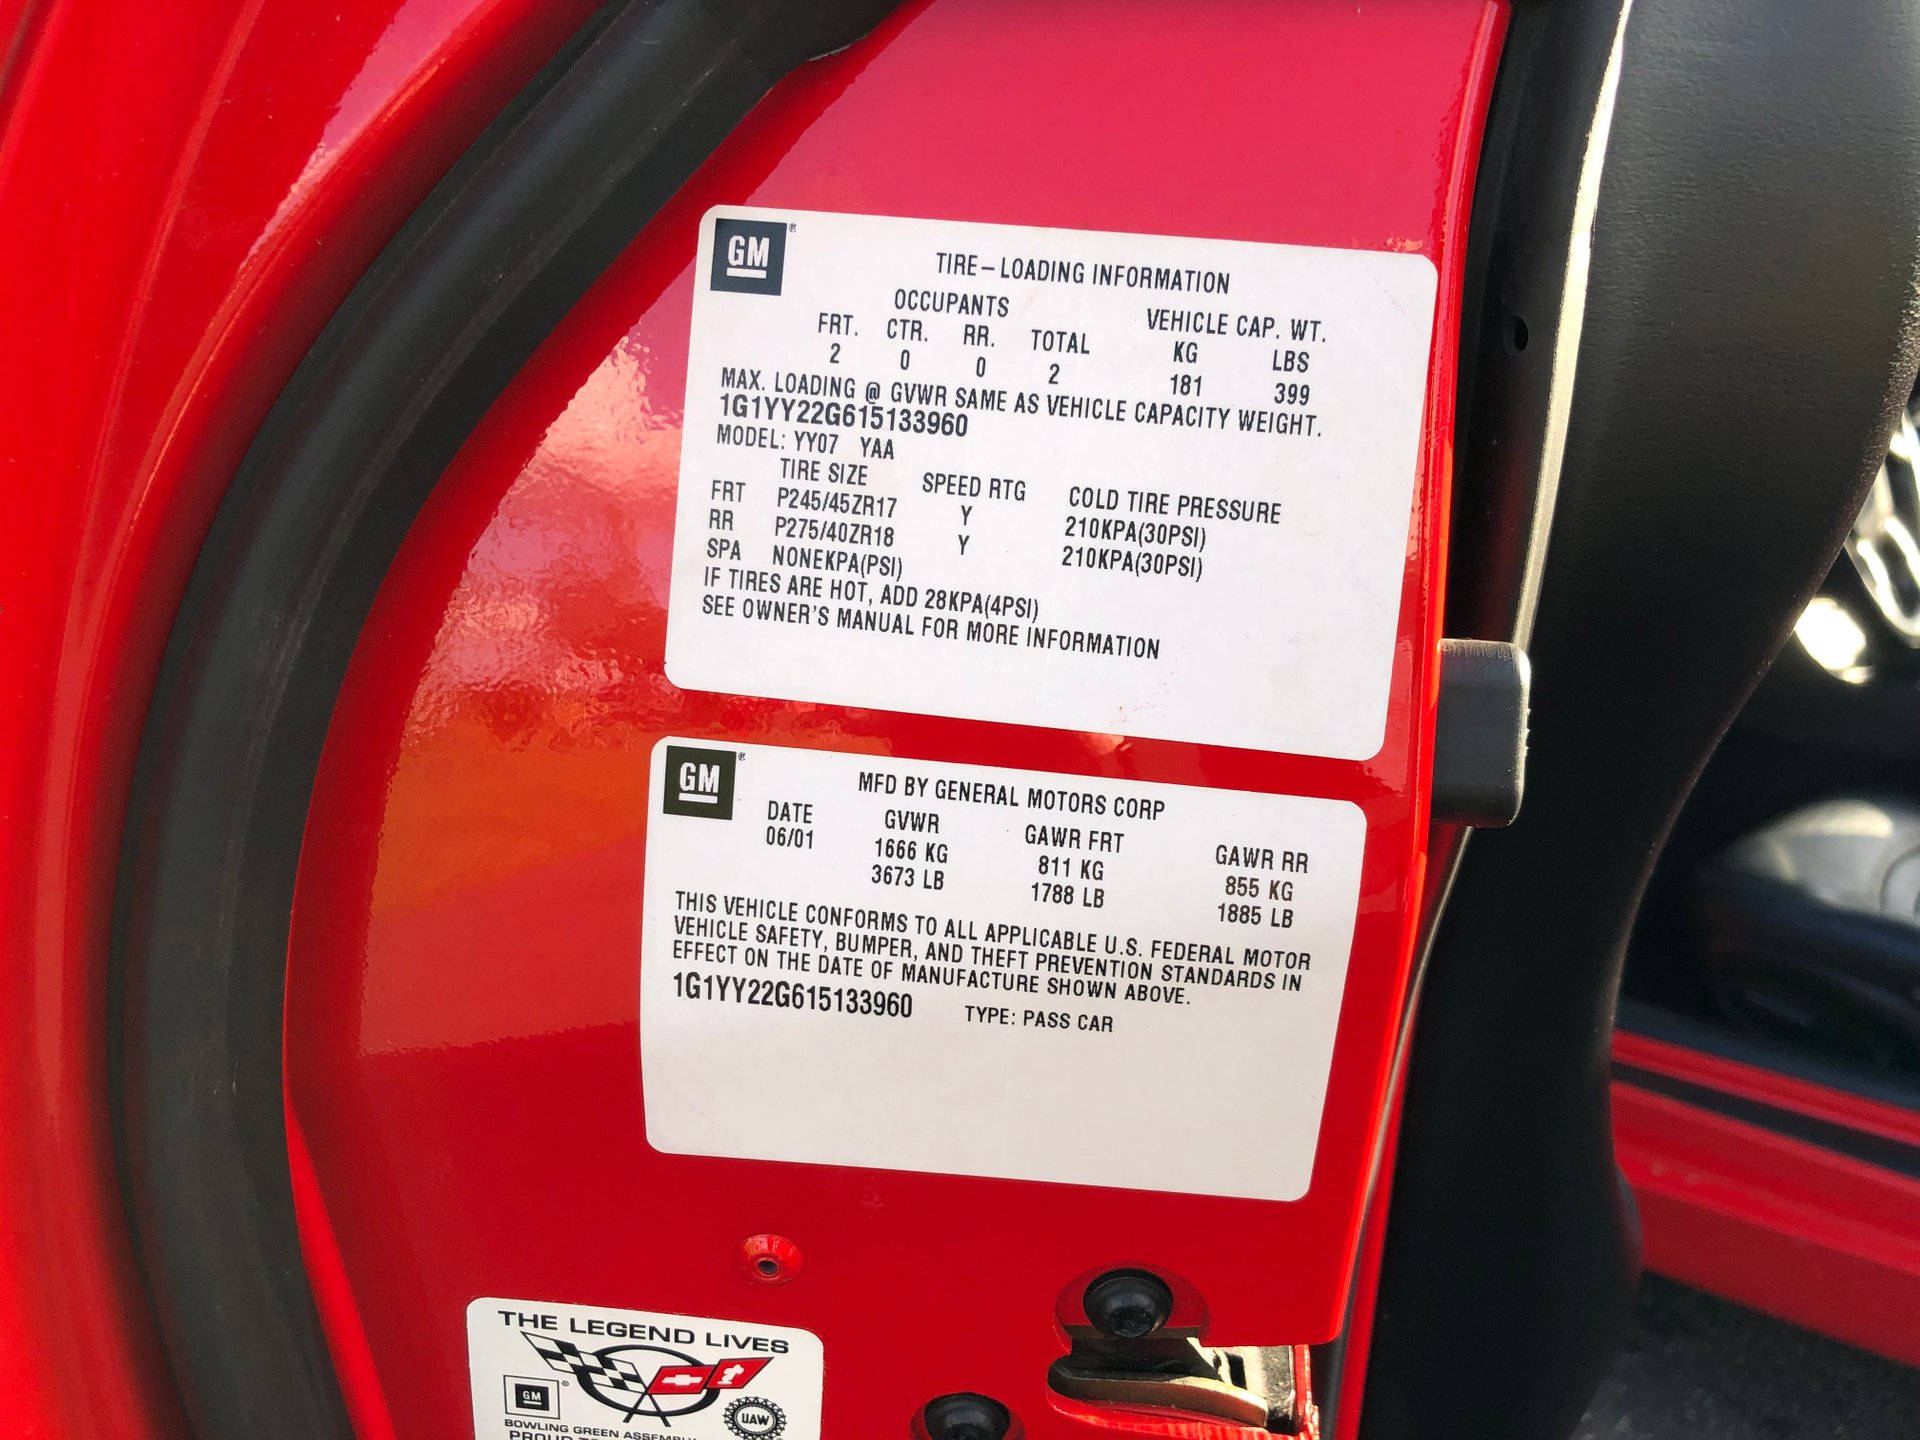 GM
TIRE–LOADING INFORMATION
OCCUPANTS VEHICLE CAP. WT.
FRT. CTR. RR. TOTAL KG LBS
2 0 0 2 181 399
MAX. LOADING @ GVWR SAME AS VEHICLE CAPACITY WEIGHT.
1G1YY22G615133960
MODEL: YY07 YAA
TIRE SIZE SPEED RTG COLD TIRE PRESSURE
FRT P245/45ZR17 Y 210KPA(30PSI)
RR P275/40ZR18 Y 210KPA(30PSI)
SPA NONEKPA(PSI)
IF TIRES ARE HOT, ADD 28KPA(4PSI)
SEE OWNER'S MANUAL FOR MORE INFORMATION
GM
MFD BY GENERAL MOTORS CORP
DATE GVWR GAWR FRT GAWR RR
06/01 1666 KG 811 KG 855 KG
3673 LB 1788 LB 1885 LB
THIS VEHICLE CONFORMS TO ALL APPLICABLE U.S. FEDERAL MOTOR
VEHICLE SAFETY, BUMPER, AND THEFT PREVENTION STANDARDS IN
EFFECT ON THE DATE OF MANUFACTURE SHOWN ABOVE.
1G1YY22G615133960 TYPE: PASS CAR
THE LEGEND LIVES
GM
UAW
BOWLING GREEN ASSEMBLY
PROUD